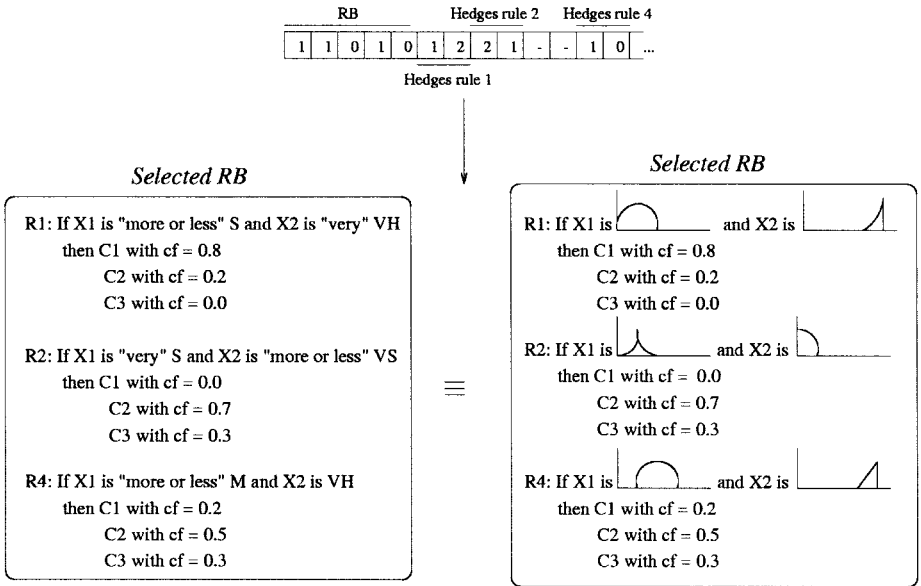 RB Hedges rule 2 Hedges rule 4
1 1 0 1 0 1 2 2 1 - - 1 0 ...
Hedges rule 1
Selected RB
R1: If X1 is "more or less" S and X2 is "very" VH
then C1 with cf = 0.8
C2 with cf = 0.2
C3 with cf = 0.0
R2: If X1 is "very" S and X2 is "more or less" VS
then C1 with cf = 0.0
C2 with cf = 0.7
C3 with cf = 0.3
R4: If X1 is "more or less" M and X2 is VH
then C1 with cf = 0.2
C2 with cf = 0.5
C3 with cf = 0.3
≡
Selected RB
R1: If X1 is and X2 is
then C1 with cf = 0.8
C2 with cf = 0.2
C3 with cf = 0.0
R2: If X1 is and X2 is
then C1 with cf = 0.0
C2 with cf = 0.7
C3 with cf = 0.3
R4: If X1 is and X2 is
then C1 with cf = 0.2
C2 with cf = 0.5
C3 with cf = 0.3